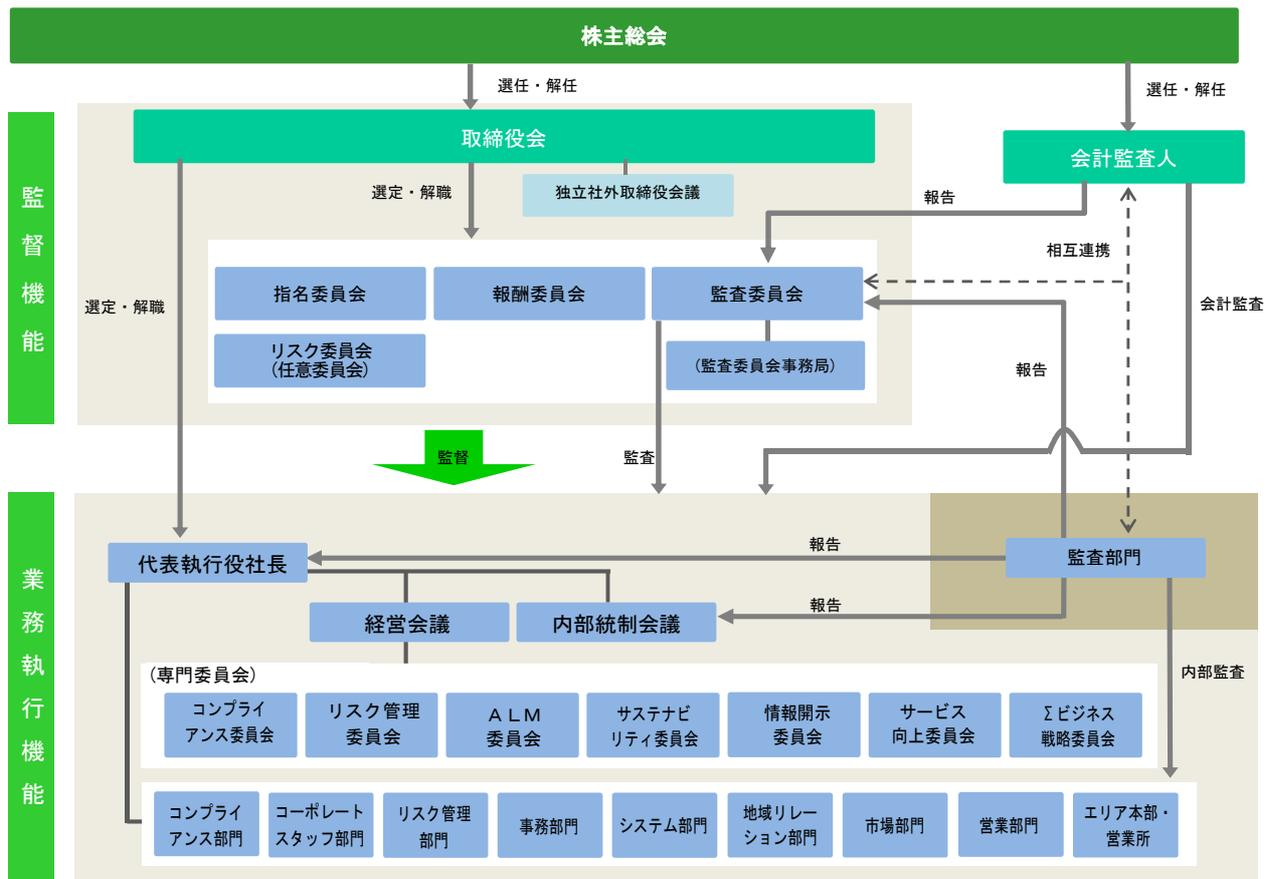 株主総会
選任・解任
選任・解任
監督機能
取締役会
会計監査人
選定・解職
独立社外取締役会議
報告
相互連携
選定・解職
指名委員会
報酬委員会
監査委員会
会計監査
リスク委員会
（任意委員会）
（監査委員会事務局）
報告
監督
監査
業務執行機能
代表執行役社長
報告
監査部門
経営会議
内部統制会議
報告
（専門委員会）
内部監査
コンプライ
アンス委員会
リスク管理
委員会
ＡＬＭ
委員会
サステナビ
リティ委員会
情報開示
委員会
サービス
向上委員会
Σビジネス
戦略委員会
コンプライ
アンス部門
コーポレート
スタッフ部門
リスク管理
部門
事務部門
システム部門
地域リレー
ション部門
市場部門
営業部門
エリア本部・
営業所